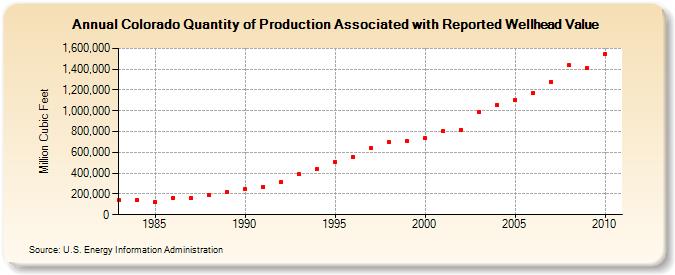 Annual Colorado Quantity of Production Associated with Reported Wellhead Value
Million Cubic Feet
1,600,000
1,400,000
1,200,000
1,000,000
800,000
600,000
400,000
200,000
0
1985 1990 1995 2000 2005 2010
Source: U.S. Energy Information Administration